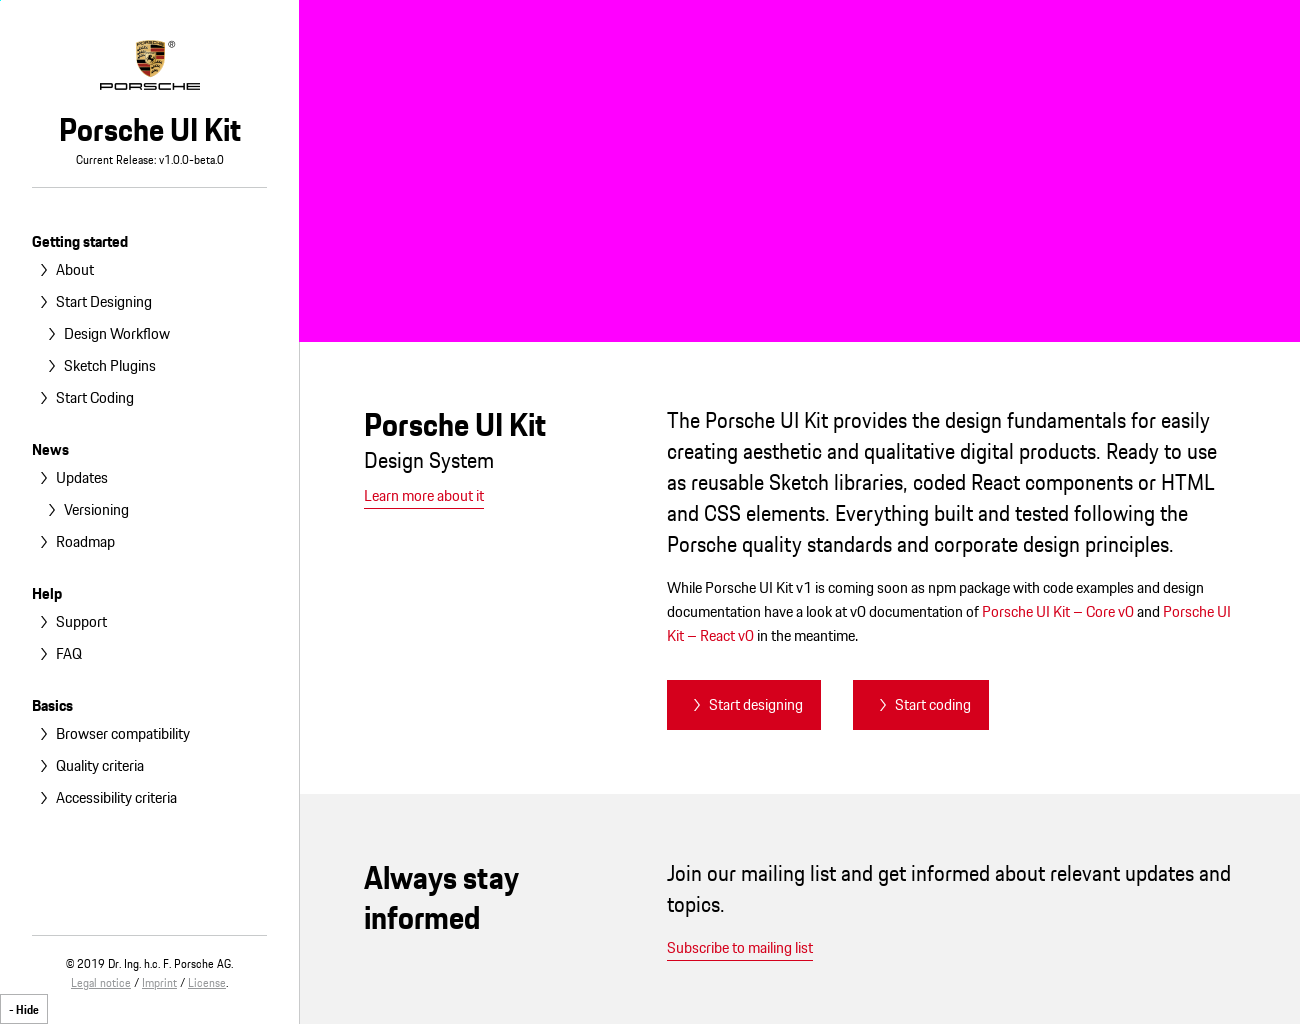 PORSCHE
Porsche UI Kit
Current Release: v1.0.0-beta.0
Getting started
About
Start Designing
Design Workflow
Sketch Plugins
Start Coding
News
Updates
Versioning
Roadmap
Help
Support
FAQ
Basics
Browser compatibility
Quality criteria
Accessibility criteria
© 2019 Dr. Ing. h.c. F. Porsche AG.
Legal notice / Imprint / License.
- Hide
Porsche UI Kit
Design System
Learn more about it
The Porsche UI Kit provides the design fundamentals for easily
creating aesthetic and qualitative digital products. Ready to use
as reusable Sketch libraries, coded React components or HTML
and CSS elements. Everything built and tested following the
Porsche quality standards and corporate design principles.
While Porsche UI Kit v1 is coming soon as npm package with code examples and design
documentation have a look at v0 documentation of Porsche UI Kit – Core v0 and Porsche UI
Kit – React v0 in the meantime.
Start designing
Start coding
Always stay
informed
Join our mailing list and get informed about relevant updates and
topics.
Subscribe to mailing list